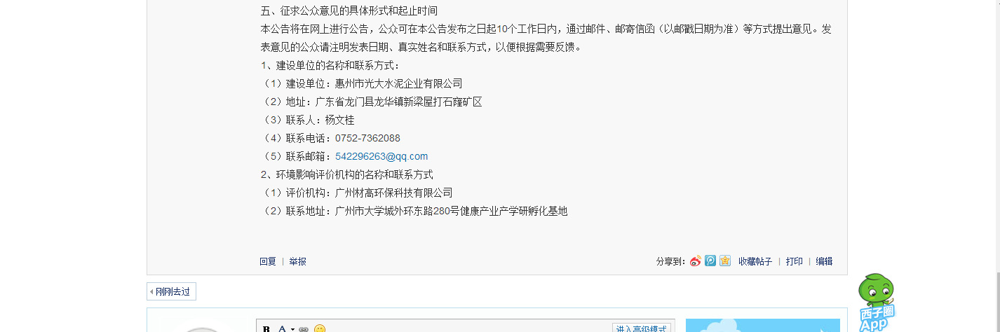 五、征求公众意见的具体形式和起止时间
本公告将在网上进行公告，公众可在本公告发布之日起10个工作日内，通过邮件、邮寄信函（以邮戳日期为准）等方式提出意见。发
表意见的公众请注明发表日期、真实姓名和联系方式，以便根据需要反馈。
1、建设单位的名称和联系方式：
（1）建设单位：惠州市光大水泥企业有限公司
（2）地址：广东省龙门县龙华镇新梁屋打石窿矿区
（3）联系人：杨文桂
（4）联系电话：0752-7362088
（5）联系邮箱：542296263@qq.com
2、环境影响评价机构的名称和联系方式
（1）评价机构：广州材高环保科技有限公司
（2）联系地址：广州市大学城外环东路280号健康产业产学研孵化基地
回复 | 举报 分享到： 收藏帖子 | 打印 | 编辑
刚刚去过
B A 进入高级模式
西子圈
App